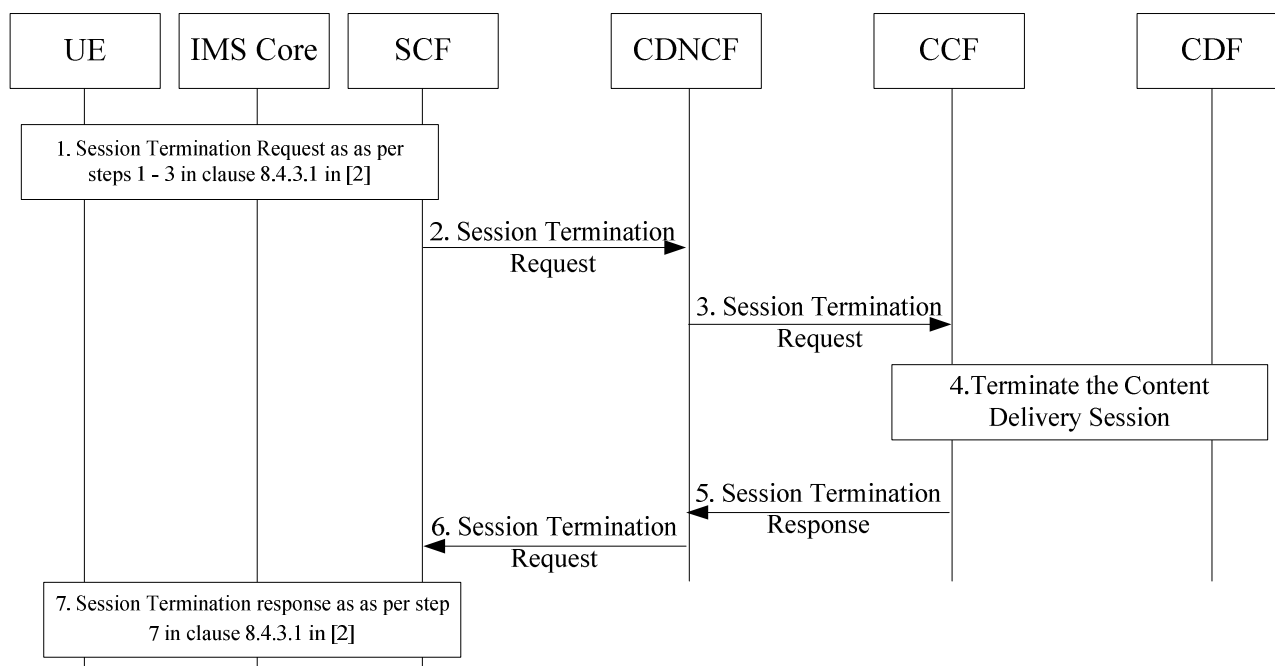 UE
IMS Core
SCF
CDNCF
CCF
CDF
1. Session Termination Request as as per
steps 1 - 3 in clause 8.4.3.1 in [2]
2. Session Termination
Request
3. Session Termination
Request
4.Terminate the Content
Delivery Session
5. Session Termination
Response
6. Session Termination
Request
7. Session Termination response as as per step
7 in clause 8.4.3.1 in [2]